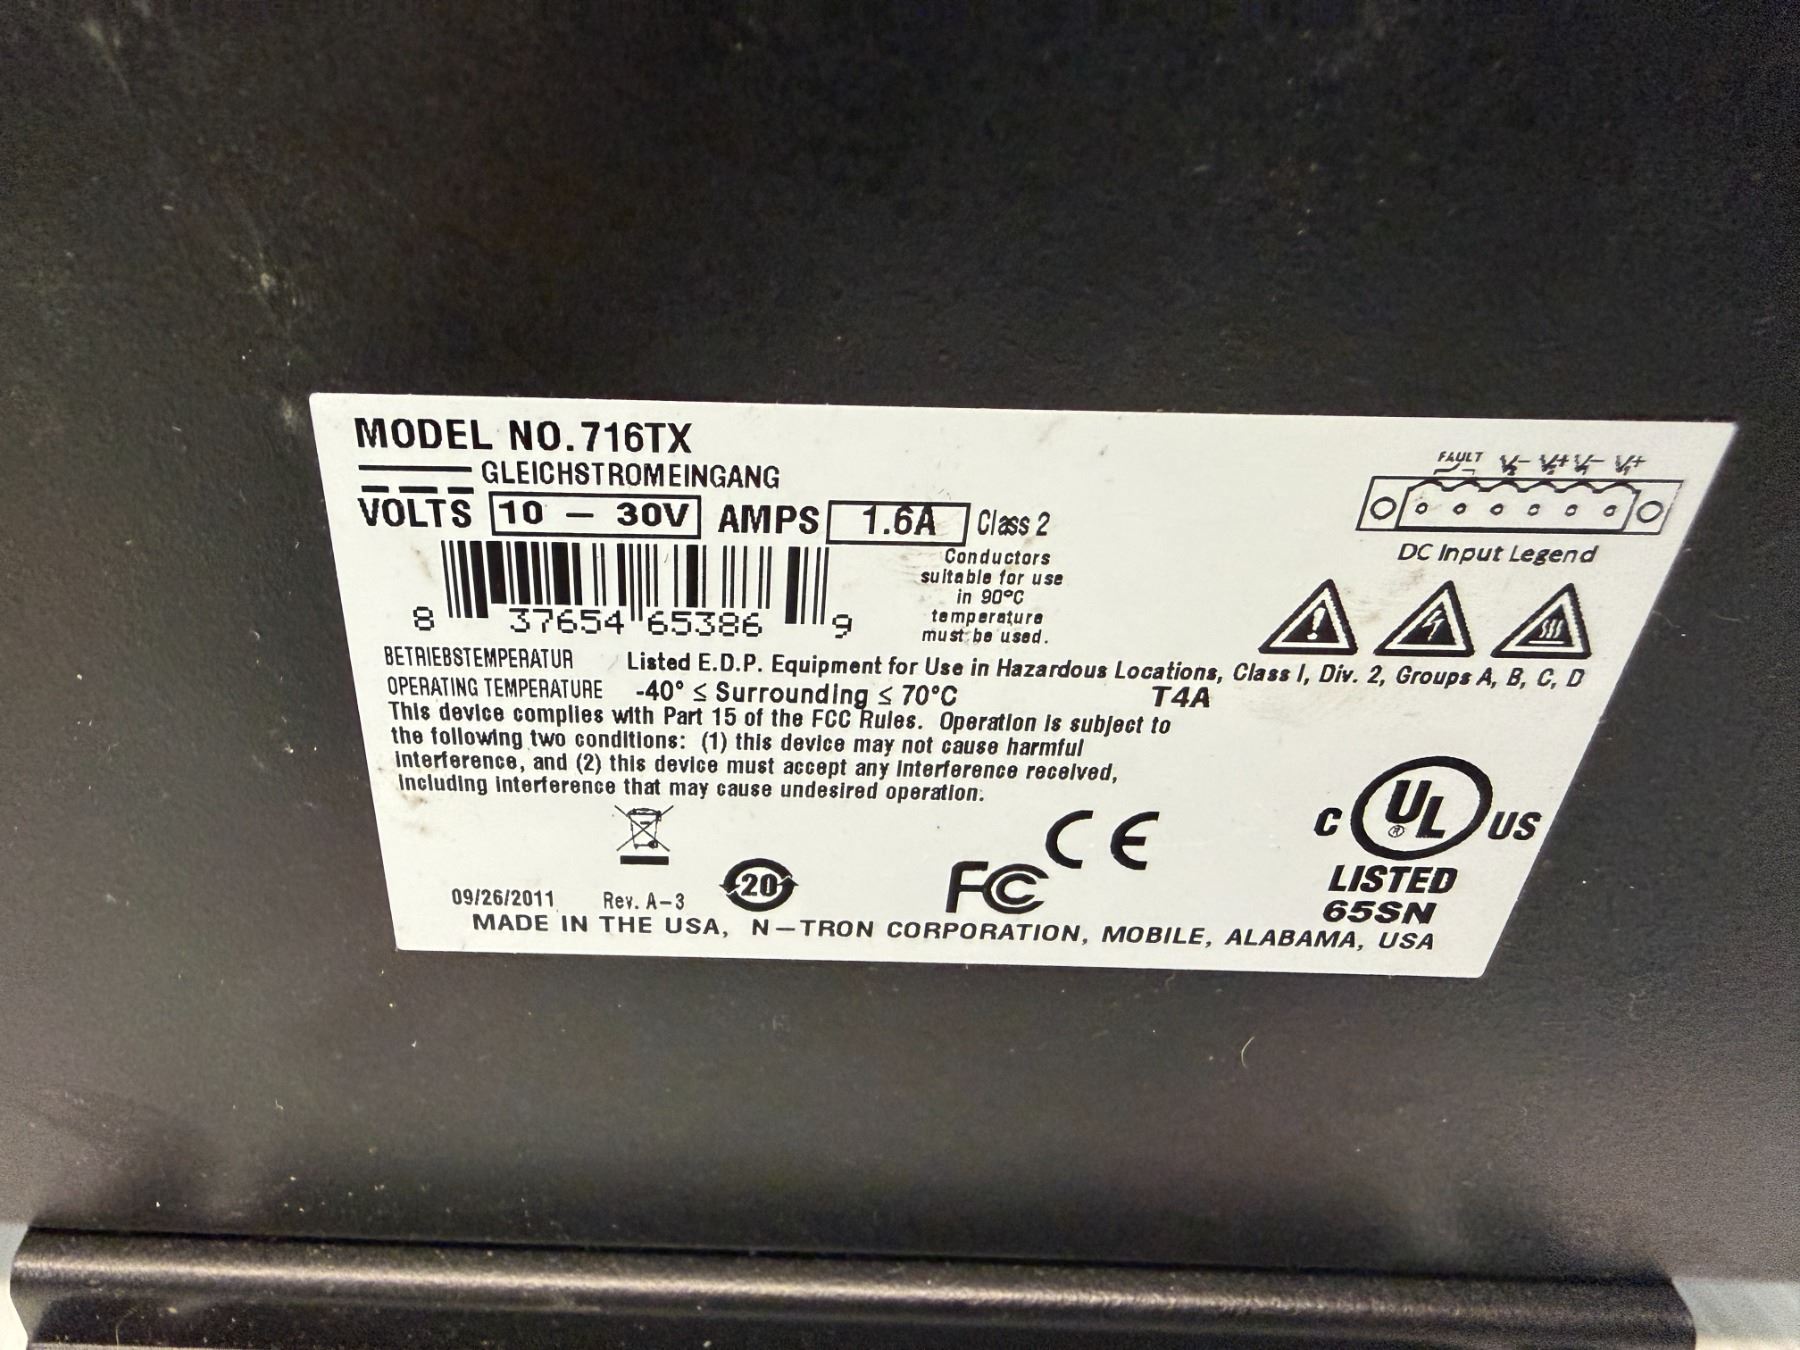 MODEL NO. 716TX
GLEICHSTROMEINGANG
VOLTS 10 – 30V AMPS 1.6A Class 2
Conductors
suitable for use
in 90°C
temperature
must be used.
8 37654 65386 9
FAULT V2- V2+ V1- V1+
DC Input Legend
BETRIEBSTEMPERATUR
Listed E.D.P. Equipment for Use in Hazardous Locations, Class I, Div. 2, Groups A, B, C, D
OPERATING TEMPERATURE -40° ≤ Surrounding ≤ 70°C T4A
This device complies with Part 15 of the FCC Rules. Operation is subject to
the following two conditions: (1) this device may not cause harmful
interference, and (2) this device must accept any interference received,
including interference that may cause undesired operation.
20
FC CE
C UL® US
LISTED
65SN
09/26/2011 Rev. A-3
MADE IN THE USA, N-TRON CORPORATION, MOBILE, ALABAMA, USA